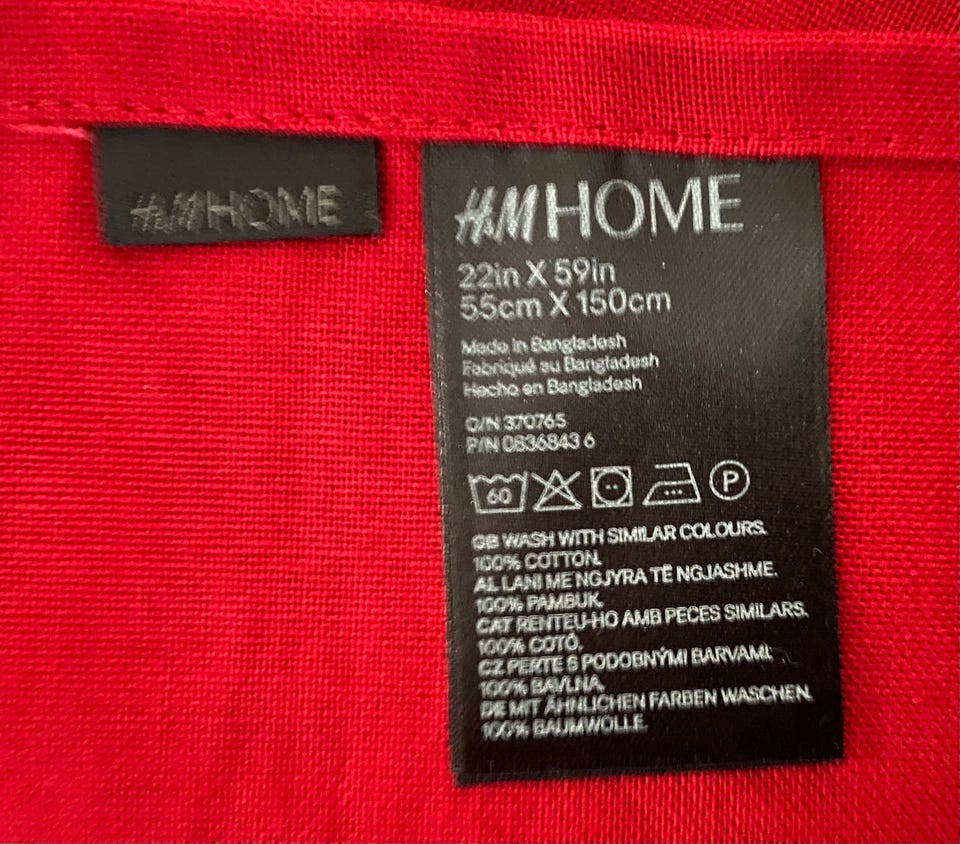 H&M HOME
H&M HOME
22in X 59in
55cm X 150cm
Made in Bangladesh
Fabriqué au Bangladesh
Hecho en Bangladesh
O/N 370765
P/N 0836843 6
60 P
GB WASH WITH SIMILAR COLOURS.
100% COTTON.
AL LANI ME NGJYRA TË NGJASHME.
100% PAMBUK.
CAT RENTEU-HO AMB PECES SIMILARS.
100% COTÓ.
CZ PERTE S PODOBNÝMI BARVAMI.
100% BAVLNA.
DE MIT ÄHNLICHEN FARBEN WASCHEN.
100% BAUMWOLLE.